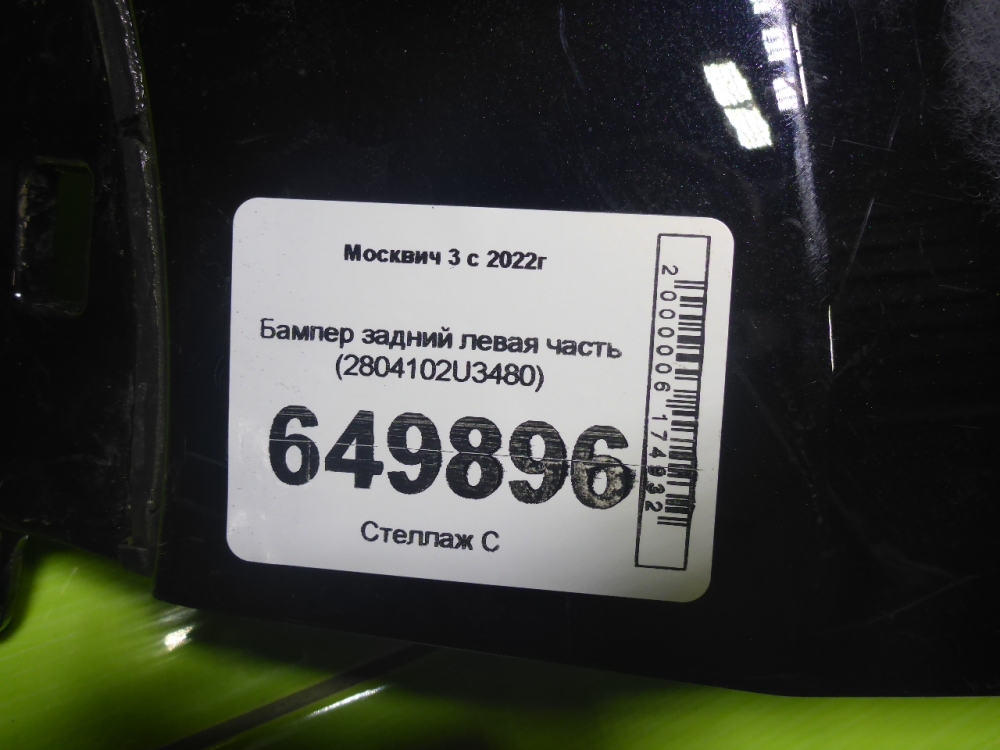 Москвич 3 с 2022г
Бампер задний левая часть
(2804102U3480)
649896
Стеллаж С
2000006174932